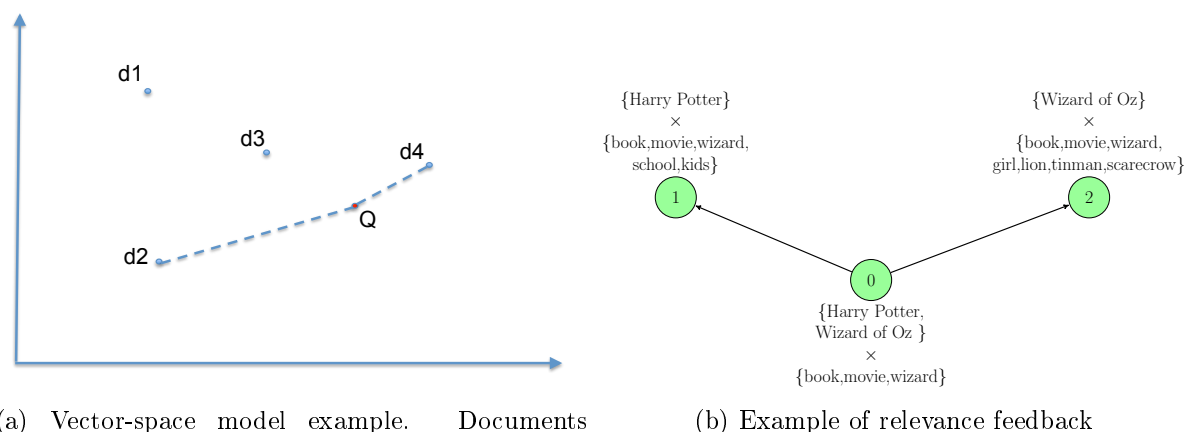 d1
d3
d4
Q
d2
{Harry Potter}
×
{book,movie,wizard,
school,kids}
1
{Wizard of Oz}
×
{book,movie,wizard,
girl,lion,tinman,scarecrow}
2
0
{Harry Potter,
Wizard of Oz }
×
{book,movie,wizard}
(a) Vector-space model example. Documents
(b) Example of relevance feedback